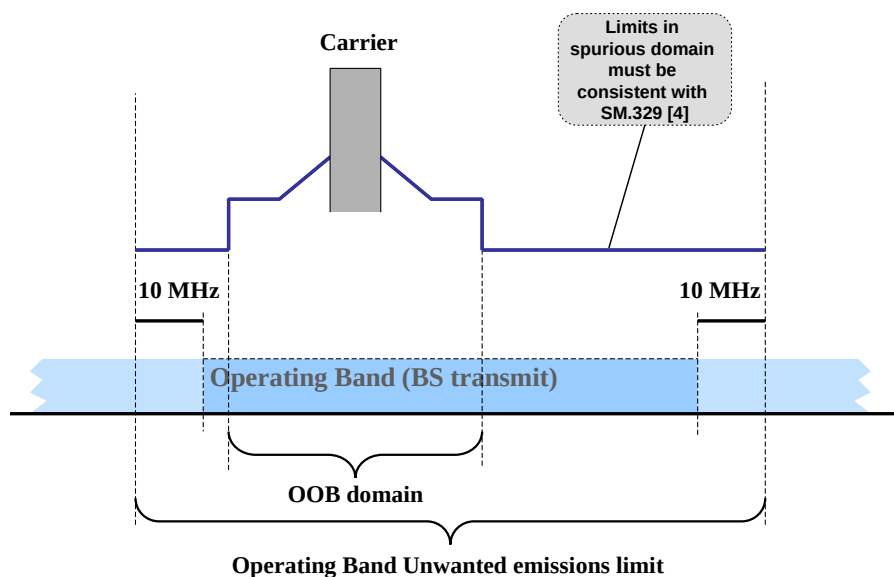 Carrier
Limits in
spurious domain
must be
consistent with
SM.329 [4]
10 MHz
10 MHz
Operating Band (BS transmit)
OOB domain
Operating Band Unwanted emissions limit